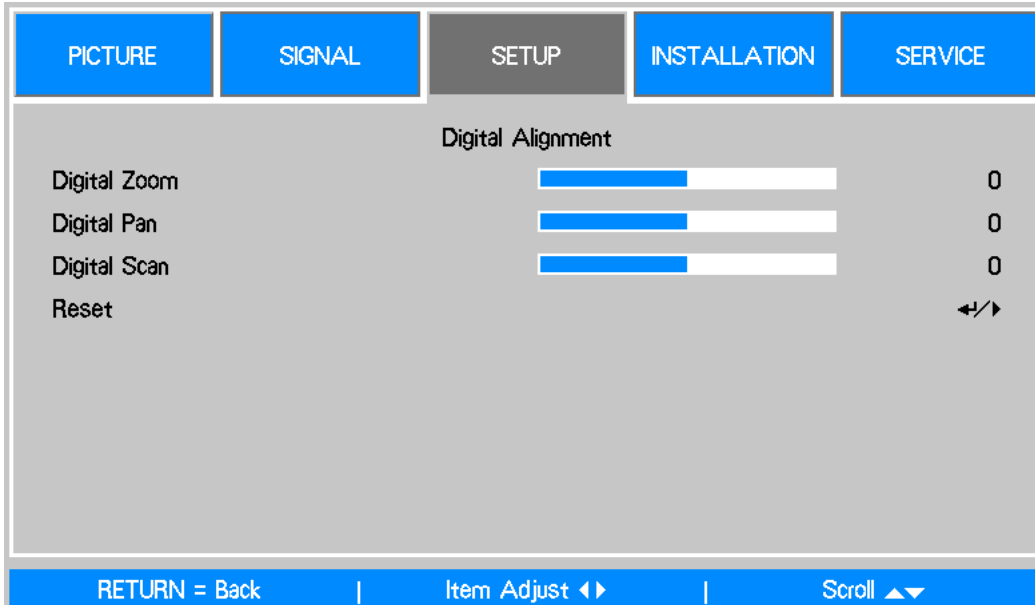 PICTURE SIGNAL SETUP INSTALLATION SERVICE
Digital Alignment
Digital Zoom 0
Digital Pan 0
Digital Scan 0
Reset ↵/▶
RETURN = Back | Item Adjust ◀▶ | Scroll ▲▼